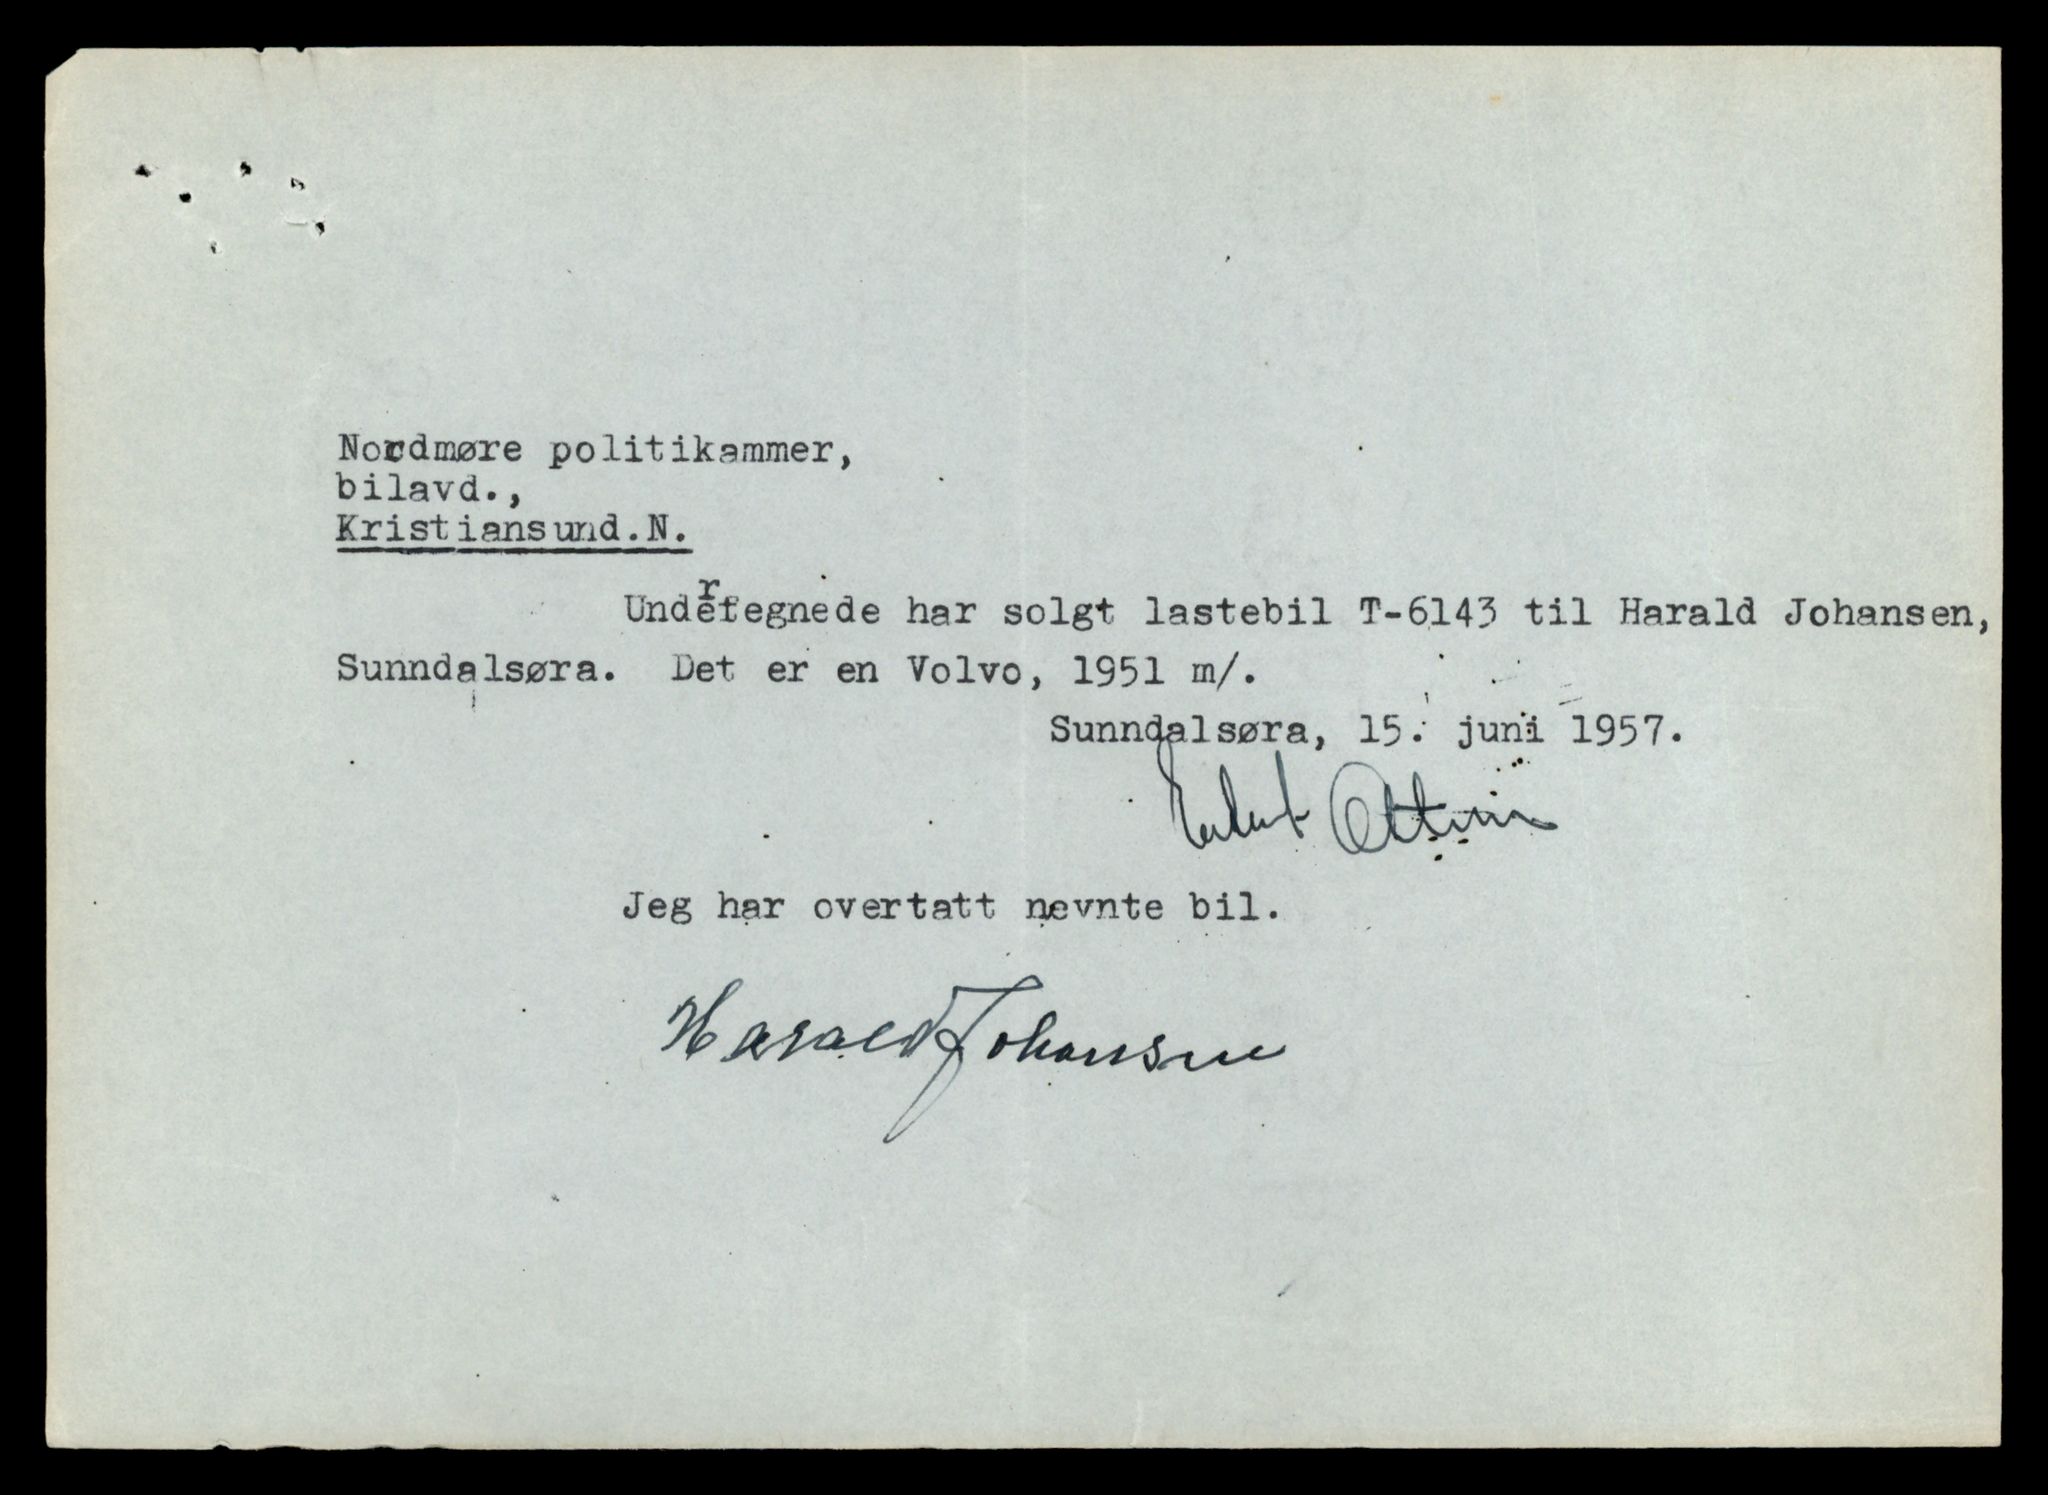 Nordmøre politikammer,
bilavd.,
Kristiansund.N.
Undertegnede har solgt lastebil T-6143 til Harald Johansen,
Sunndalsøra. Det er en Volvo, 1951 m/.
Sunndalsøra, 15. juni 1957.
Jeg har overtatt nevnte bil.
Harald Johansen